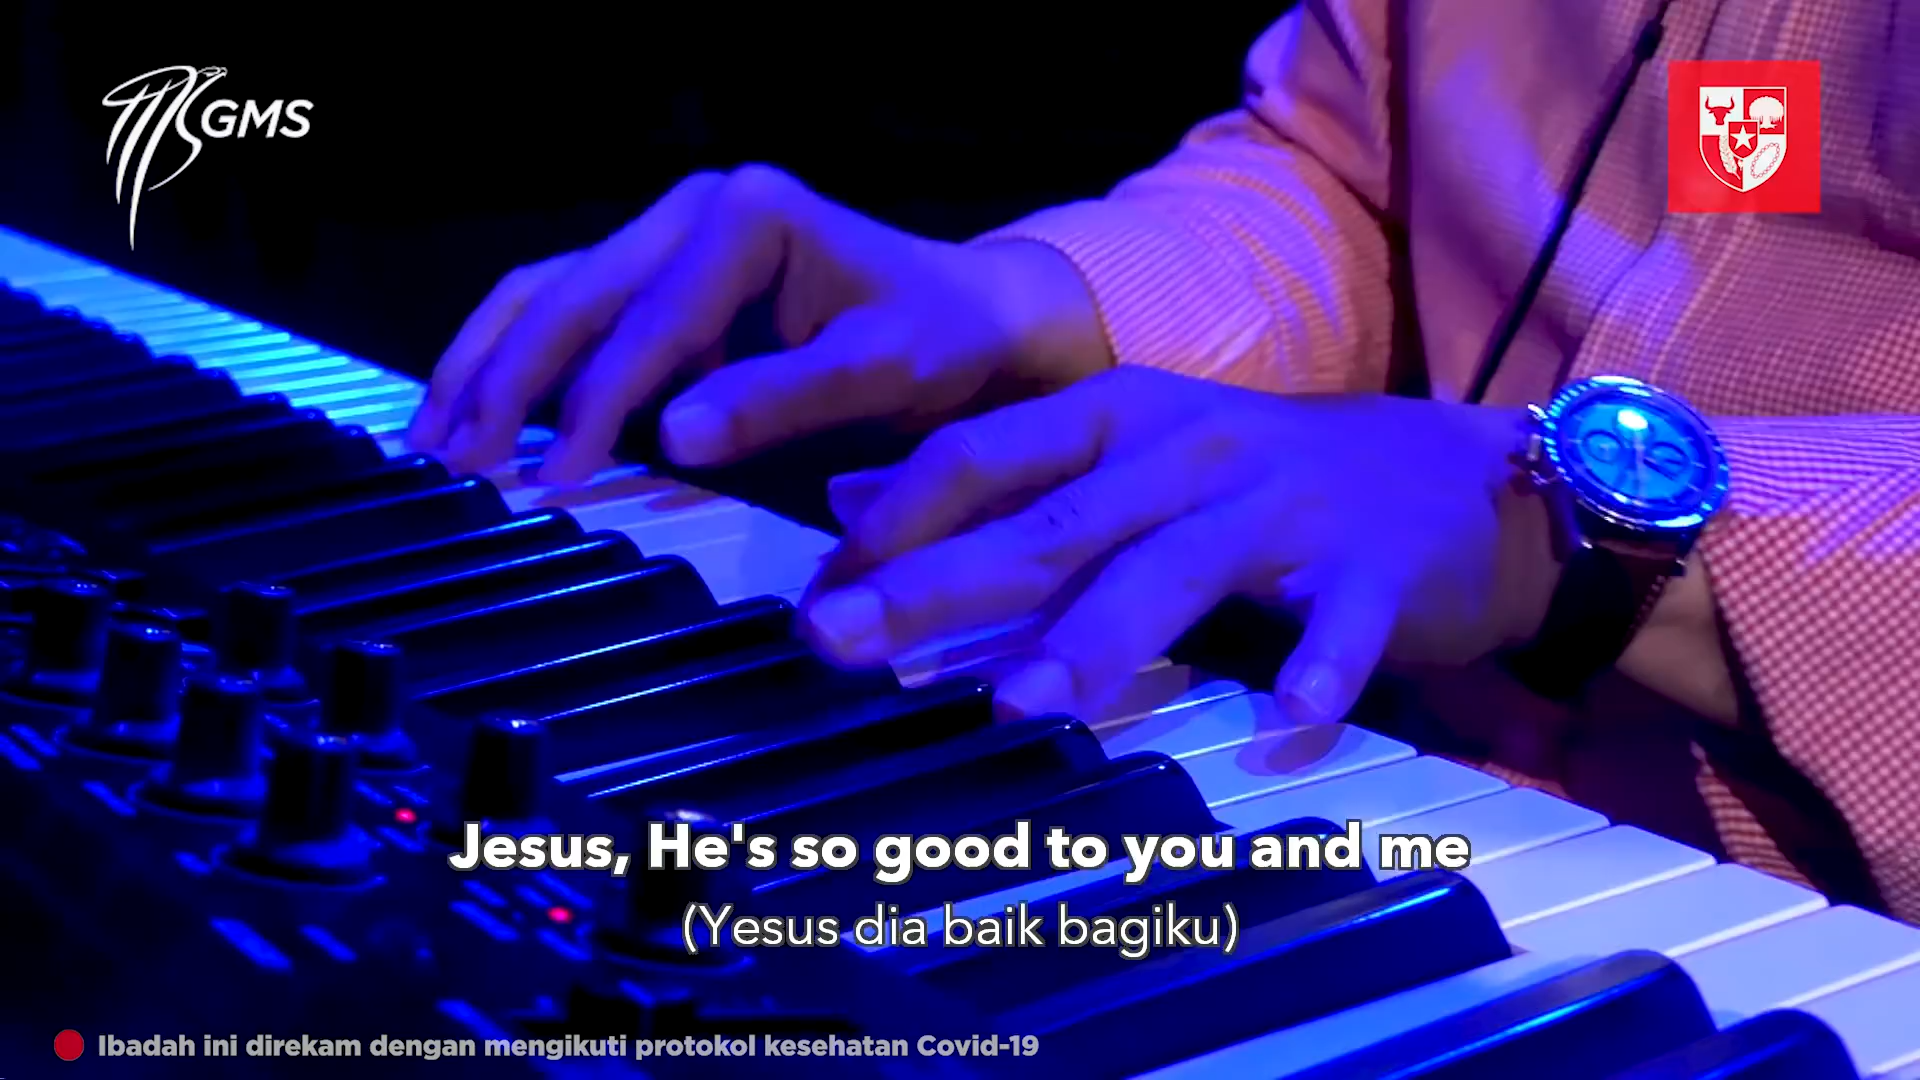 GMS
Jesus, He's so good to you and me
(Yesus dia baik bagiku)
Ibadah ini direkam dengan mengikuti protokol kesehatan Covid-19